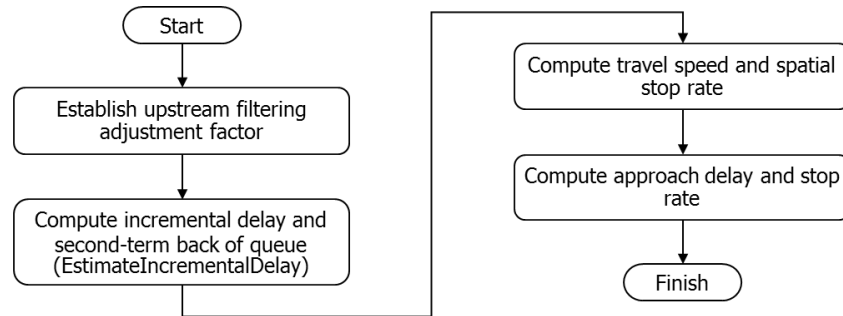 Start
Establish upstream filtering
adjustment factor
Compute incremental delay and
second-term back of queue
(EstimateIncrementalDelay)
Compute travel speed and spatial
stop rate
Compute approach delay and stop
rate
Finish